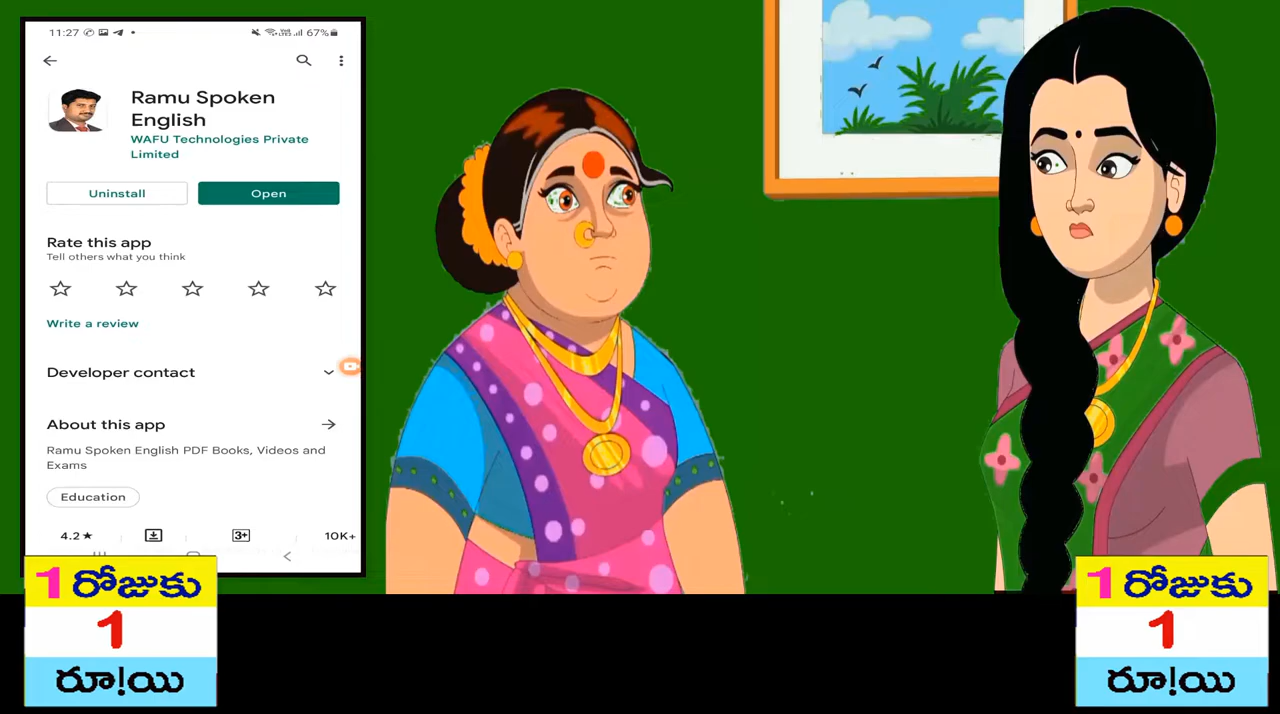 11:27
67%
Ramu Spoken
English
WAFU Technologies Private
Limited
Uninstall
Open
Rate this app
Tell others what you think
Write a review
Developer contact
About this app
Ramu Spoken English PDF Books, Videos and
Exams
Education
4.2★
3+
10K+
1 రోజుకు
1
రూ!యి
1 రోజుకు
1
రూ!యి